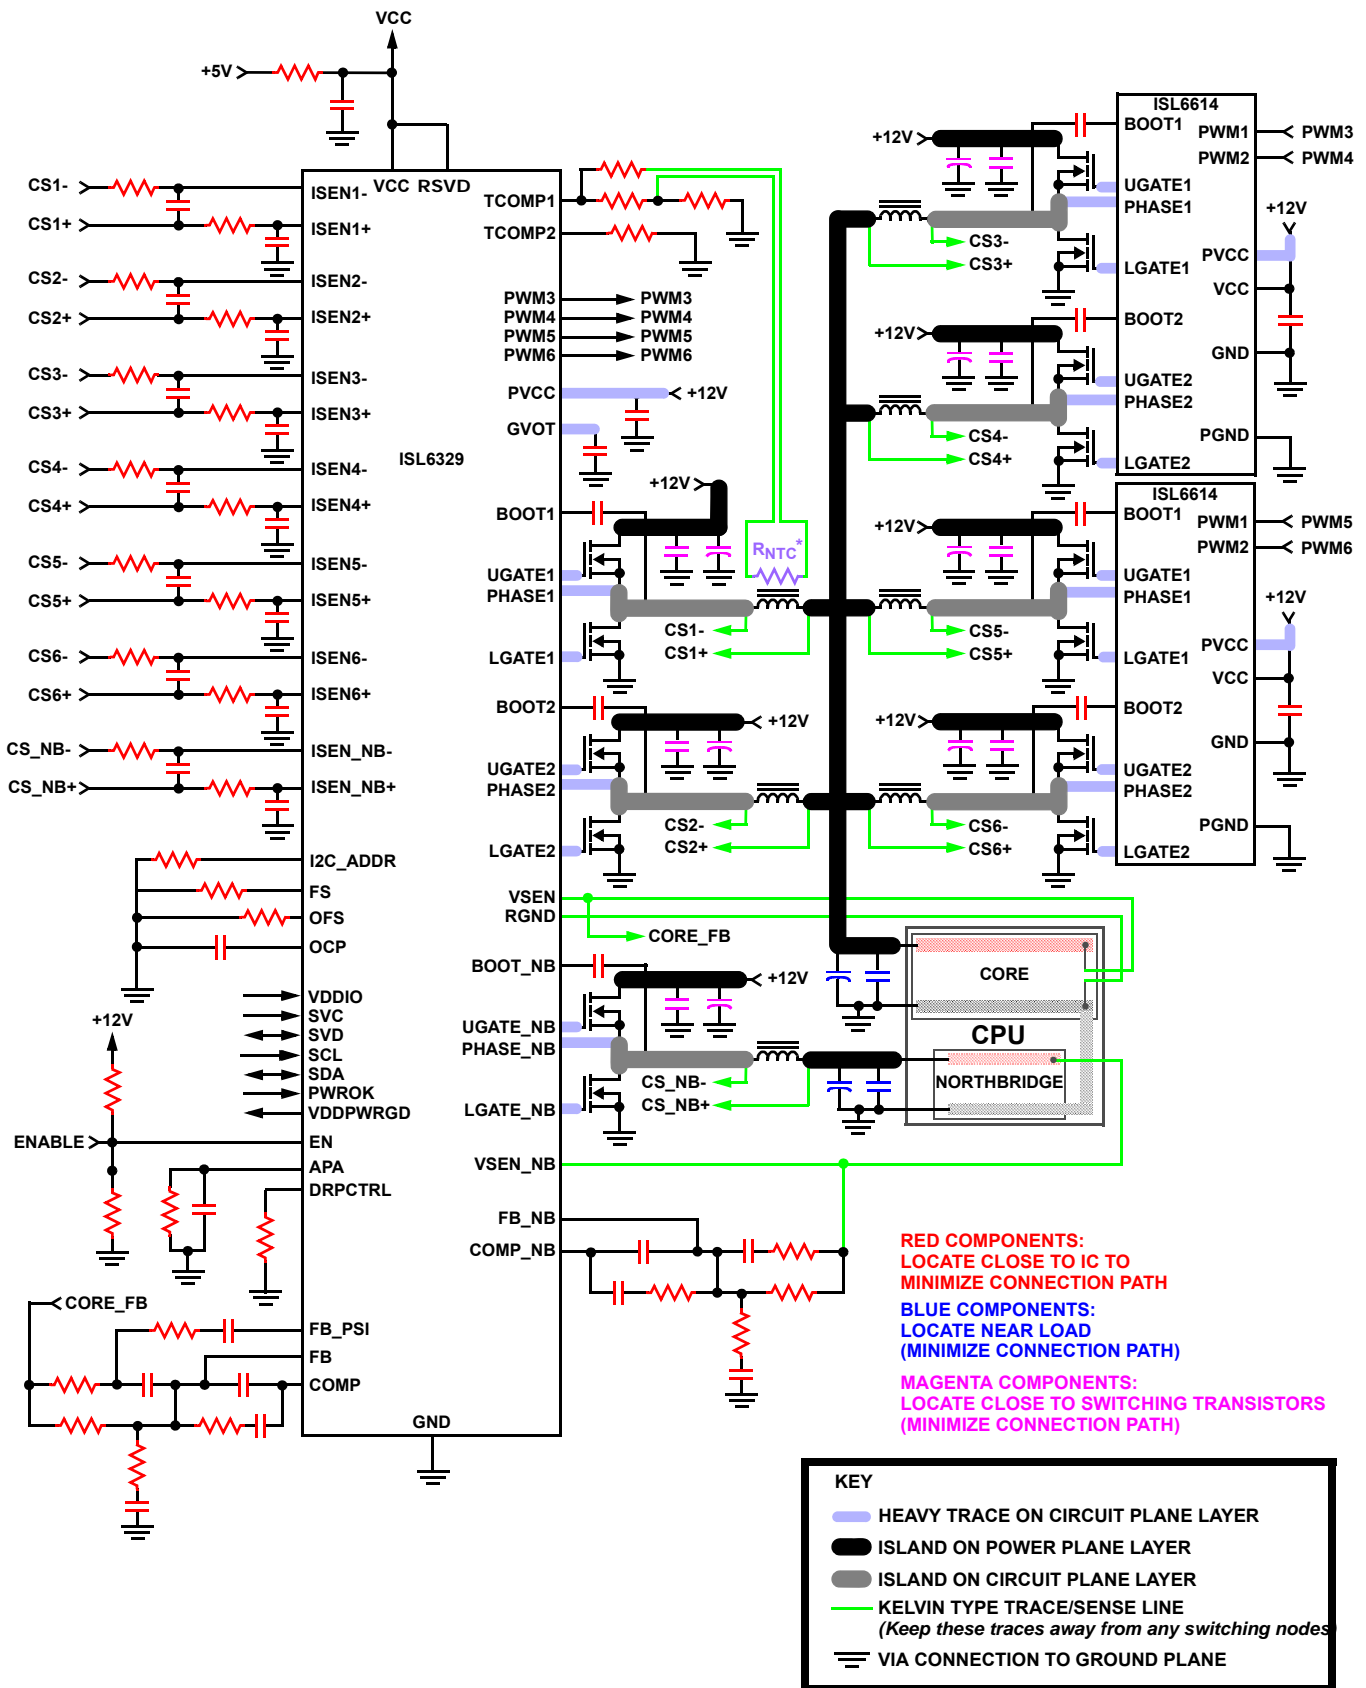 VCC
+5V
VCC RSVD
CS1-
CS1+
CS2-
CS2+
CS3-
CS3+
CS4-
CS4+
CS5-
CS5+
CS6-
CS6+
CS_NB-
CS_NB+
ISEN1-
ISEN1+
ISEN2-
ISEN2+
ISEN3-
ISEN3+
ISEN4-
ISEN4+
ISEN5-
ISEN5+
ISEN6-
ISEN6+
ISEN_NB-
ISEN_NB+
I2C_ADDR
FS
OFS
OCP
VDDIO
SVC
SVD
SCL
SDA
PWROK
VDDPWRGD
+12V
ENABLE
EN
APA
DRPCTRL
CORE_FB
FB_PSI
FB
COMP
GND
ISL6329
TCOMP1
TCOMP2
PWM3
PWM4
PWM5
PWM6
PWM3
PWM4
PWM5
PWM6
PVCC
+12V
GVOT
+12V
BOOT1
UGATE1
PHASE1
LGATE1
RNTC*
CS1-
CS1+
BOOT2
+12V
UGATE2
PHASE2
LGATE2
CS2-
CS2+
VSEN
RGND
CORE_FB
BOOT_NB
+12V
UGATE_NB
PHASE_NB
LGATE_NB
CS_NB-
CS_NB+
VSEN_NB
FB_NB
COMP_NB
ISL6614
BOOT1
PWM1
PWM3
PWM2
PWM4
+12V
UGATE1
PHASE1
+12V
CS3-
CS3+
PVCC
LGATE1
VCC
BOOT2
+12V
GND
UGATE2
PHASE2
CS4-
CS4+
PGND
LGATE2
ISL6614
BOOT1
PWM1
PWM5
PWM2
PWM6
+12V
UGATE1
PHASE1
+12V
CS5-
CS5+
PVCC
LGATE1
VCC
BOOT2
+12V
GND
UGATE2
PHASE2
CS6-
CS6+
PGND
LGATE2
CORE
CPU
NORTHBRIDGE
RED COMPONENTS:
LOCATE CLOSE TO IC TO
MINIMIZE CONNECTION PATH
BLUE COMPONENTS:
LOCATE NEAR LOAD
(MINIMIZE CONNECTION PATH)
MAGENTA COMPONENTS:
LOCATE CLOSE TO SWITCHING TRANSISTORS
(MINIMIZE CONNECTION PATH)
KEY
HEAVY TRACE ON CIRCUIT PLANE LAYER
ISLAND ON POWER PLANE LAYER
ISLAND ON CIRCUIT PLANE LAYER
KELVIN TYPE TRACE/SENSE LINE
(Keep these traces away from any switching nodes)
VIA CONNECTION TO GROUND PLANE